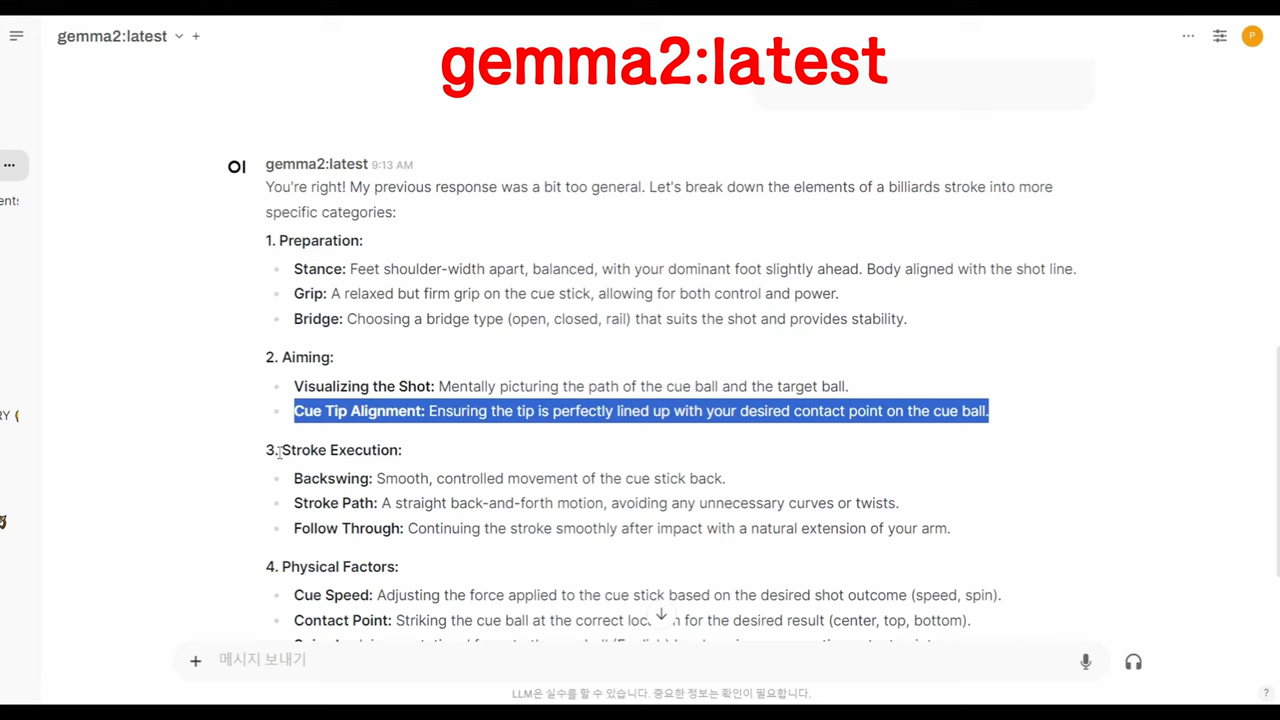 gemma2:latest
gemma2:latest
P
ents
RY
OI gemma2:latest 9:13 AM
You're right! My previous response was a bit too general. Let's break down the elements of a billiards stroke into more
specific categories:
1. Preparation:
Stance: Feet shoulder-width apart, balanced, with your dominant foot slightly ahead. Body aligned with the shot line.
Grip: A relaxed but firm grip on the cue stick, allowing for both control and power.
Bridge: Choosing a bridge type (open, closed, rail) that suits the shot and provides stability.
2. Aiming:
Visualizing the Shot: Mentally picturing the path of the cue ball and the target ball.
Cue Tip Alignment: Ensuring the tip is perfectly lined up with your desired contact point on the cue ball.
3. Stroke Execution:
Backswing: Smooth, controlled movement of the cue stick back.
Stroke Path: A straight back-and-forth motion, avoiding any unnecessary curves or twists.
Follow Through: Continuing the stroke smoothly after impact with a natural extension of your arm.
4. Physical Factors:
Cue Speed: Adjusting the force applied to the cue stick based on the desired shot outcome (speed, spin).
Contact Point: Striking the cue ball at the correct for the desired result (center, top, bottom).
메시지 보내기
LLM은 실수를 할 수 있습니다. 중요한 정보는 확인이 필요합니다.
?